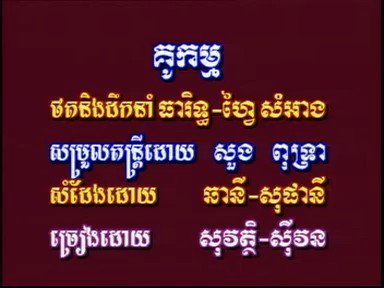 គូកម្ម
ថតនិងដឹកនាំ ធារិទ្ធ-ហ្វៃ សំអាង
សម្រួលតន្ត្រីដោយ សួង ពុទ្រា
សំដែងដោយ ឆានី-សុផានី
ច្រៀងដោយ សុវត្ថិ-ស៊ីវន